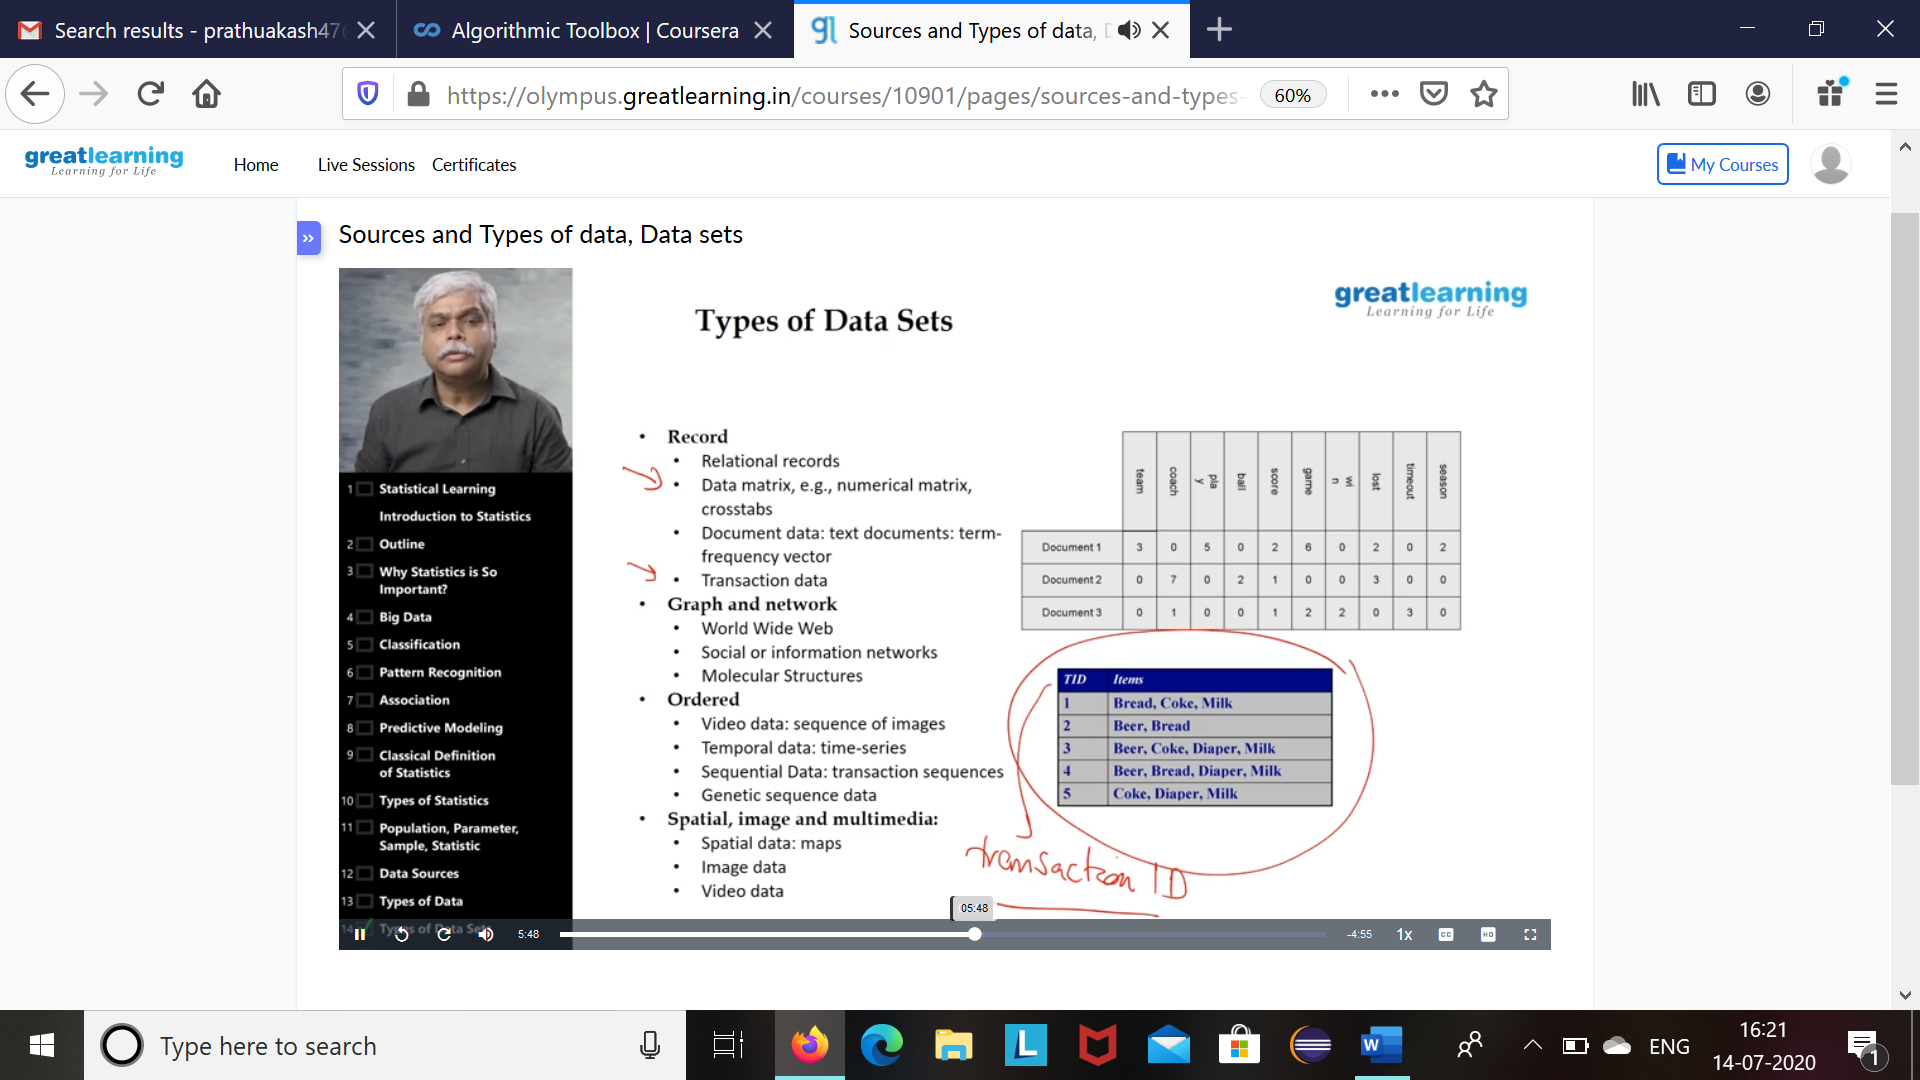 Search results - prathuakash47
Algorithmic Toolbox | Coursera
gl Sources and Types of data,
https://olympus.greatlearning.in/courses/10901/pages/sources-and-types-
60%
greatlearning
Learning for Life
Home
Live Sessions
Certificates
My Courses
Sources and Types of data, Data sets
Types of Data Sets
greatlearning
Learning for Life
1 Statistical Learning
Introduction to Statistics
2 Outline
3 Why Statistics is So
Important?
4 Big Data
5 Classification
6 Pattern Recognition
7 Association
8 Predictive Modeling
9 Classical Definition
of Statistics
10 Types of Statistics
11 Population, Parameter,
Sample, Statistic
12 Data Sources
13 Types of Data
14 Types of Data Sets
• Record
• Relational records
• Data matrix, e.g., numerical matrix,
crosstabs
• Document data: text documents: term-
frequency vector
• Transaction data
• Graph and network
• World Wide Web
• Social or information networks
• Molecular Structures
• Ordered
• Video data: sequence of images
• Temporal data: time-series
• Sequential Data: transaction sequences
• Genetic sequence data
• Spatial, image and multimedia:
• Spatial data: maps
• Image data
• Video data
team coach pla y ball score game wi n lost timeout season
Document 1 3 0 5 0 2 6 0 2 0 2
Document 2 0 7 0 2 1 0 0 3 0 0
Document 3 0 1 0 0 1 2 2 0 3 0
TID Items
1 Bread, Coke, Milk
2 Beer, Bread
3 Beer, Coke, Diaper, Milk
4 Beer, Bread, Diaper, Milk
5 Coke, Diaper, Milk
transaction ID
05:48
5:48
-4:55
1x
CC
HD
Type here to search
L
W
ENG
16:21
14-07-2020
1